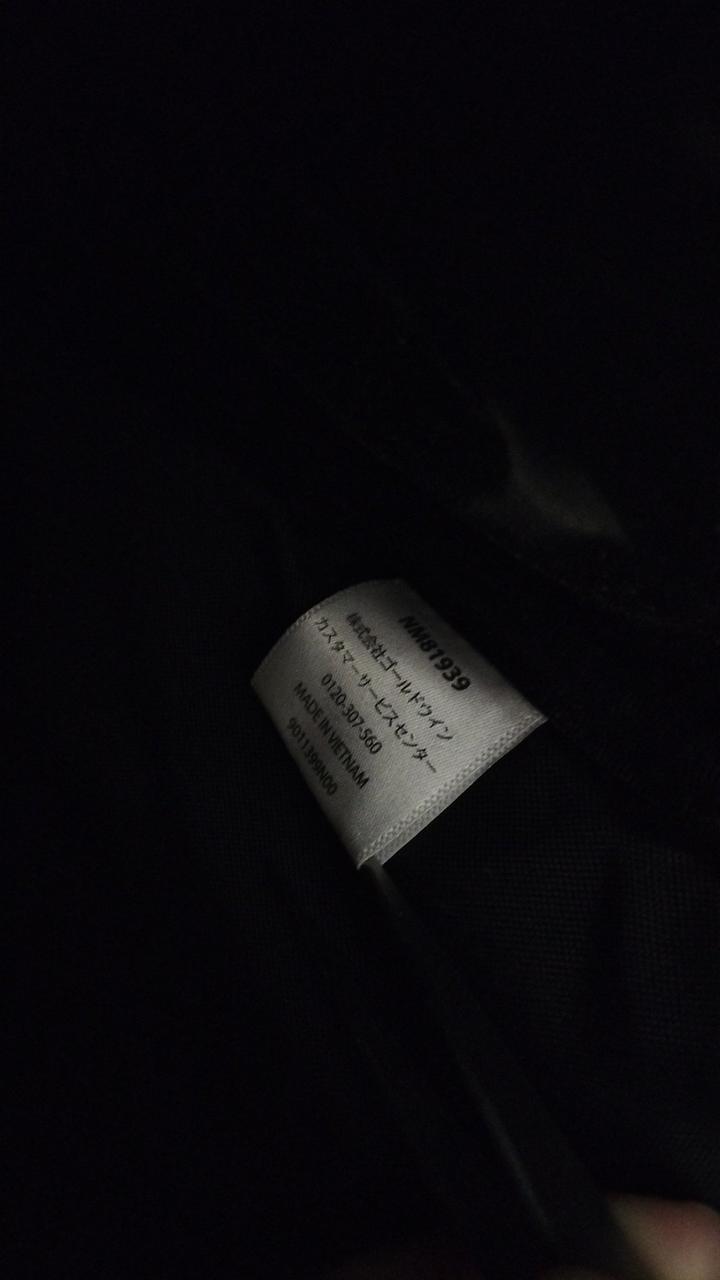 NM81939
株式会社ゴールドウイン
カスタマーサービスセンター
0120-307-560
MADE IN VIETNAM
9011399N00